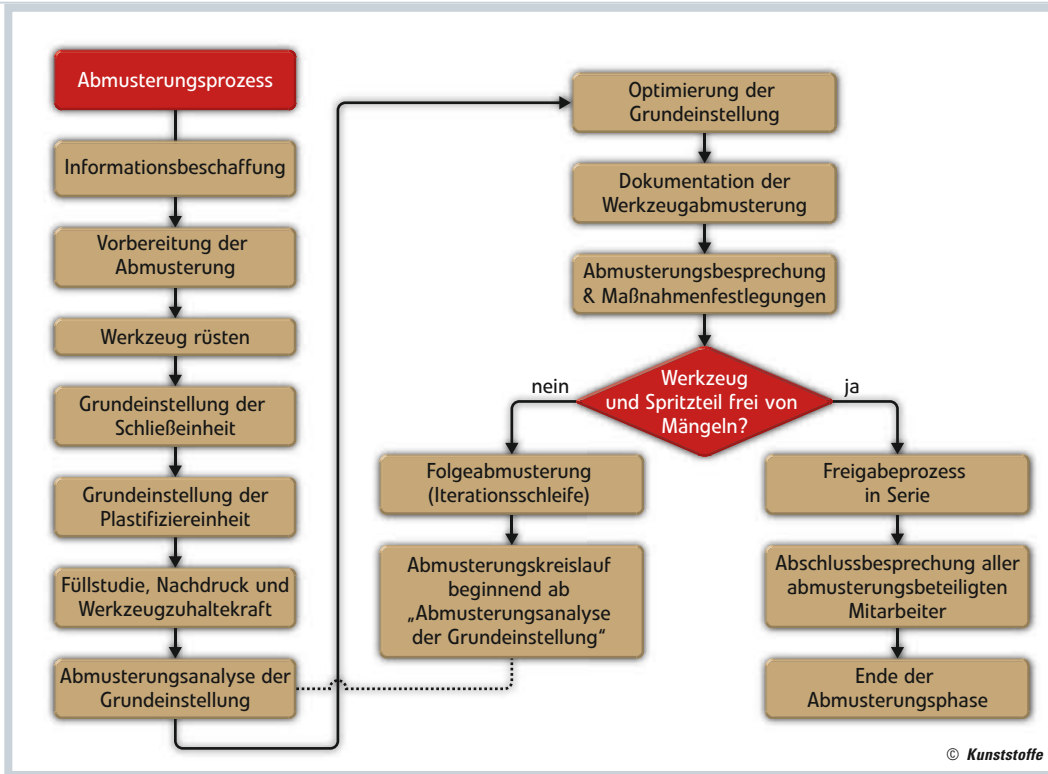 Abmusterungsprozess
Informationsbeschaffung
Vorbereitung der
Abmusterung
Werkzeug rüsten
Grundeinstellung der
Schließeinheit
Grundeinstellung der
Plastifiziereinheit
Füllstudie, Nachdruck und
Werkzeugzuhaltekraft
Abmusterungsanalyse der
Grundeinstellung
Optimierung der
Grundeinstellung
Dokumentation der
Werkzeugabmusterung
Abmusterungsbesprechung
& Maßnahmenfestlegungen
Werkzeug
und Spritzteil frei von
Mängeln?
nein
Folgeabmusterung
(Iterationsschleife)
Abmusterungskreislauf
beginnend ab
„Abmusterungsanalyse
der Grundeinstellung“
ja
Freigabeprozess
in Serie
Abschlussbesprechung aller
abmusterungsbeteiligten
Mitarbeiter
Ende der
Abmusterungsphase
© Kunststoffe